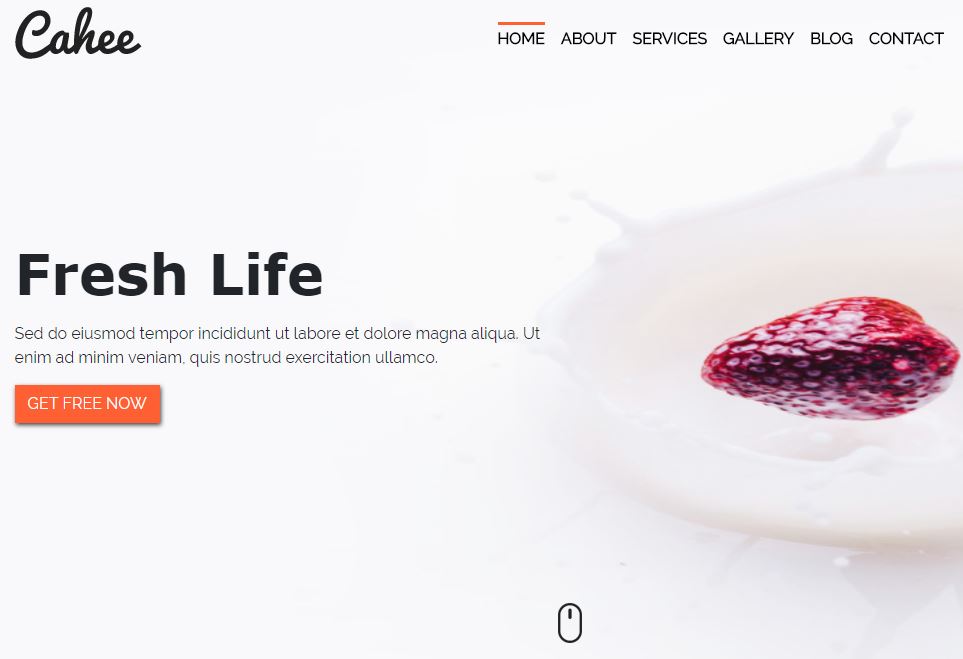 Cahee
HOME ABOUT SERVICES GALLERY BLOG CONTACT
Fresh Life
Sed do eiusmod tempor incididunt ut labore et dolore magna aliqua. Ut
enim ad minim veniam, quis nostrud exercitation ullamco.
GET FREE NOW